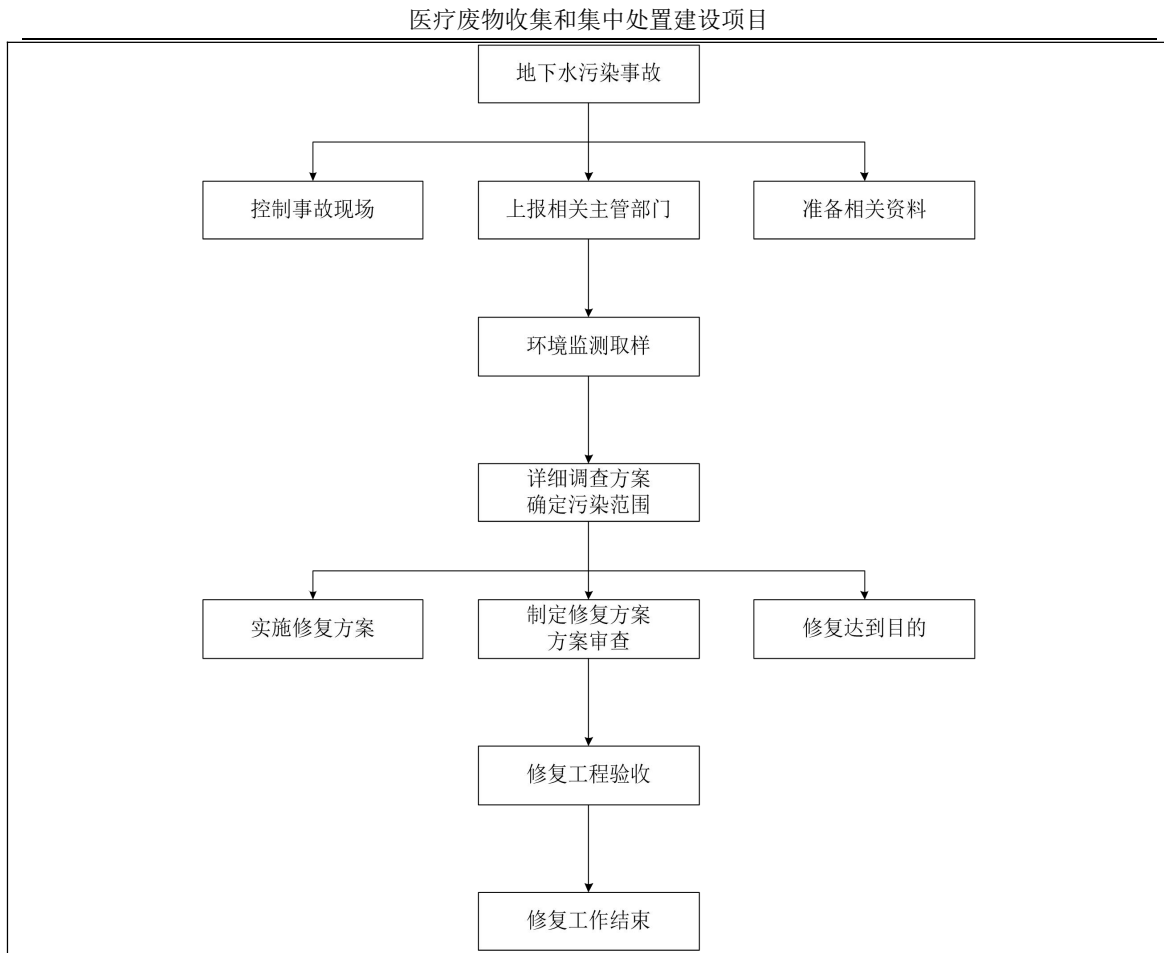 医疗废物收集和集中处置建设项目
地下水污染事故
控制事故现场
上报相关主管部门
准备相关资料
环境监测取样
详细调查方案
确定污染范围
实施修复方案
制定修复方案
方案审查
修复达到目的
修复工程验收
修复工作结束